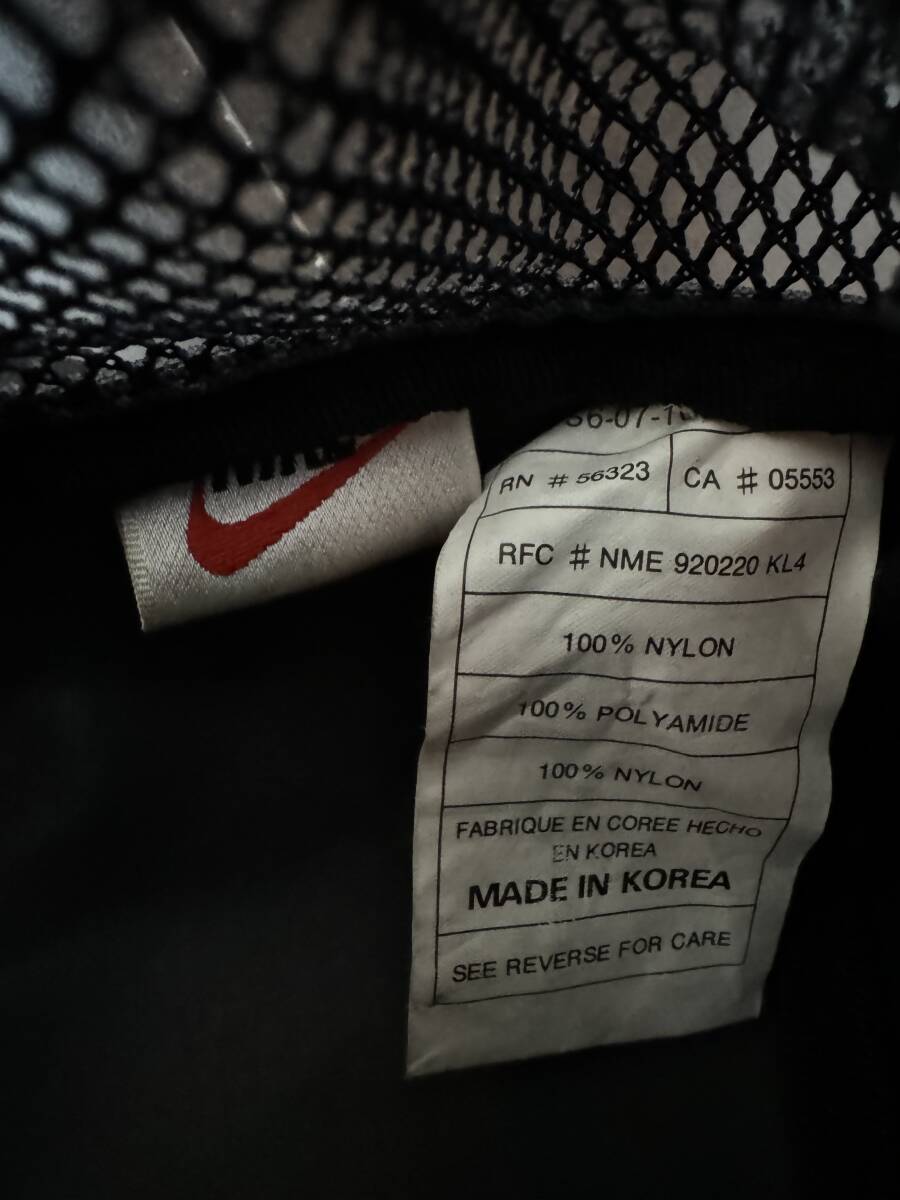 NIKE
RN # 56323
CA # 05553
RFC # NME 920220 KL4
100% NYLON
100% POLYAMIDE
100% NYLON
FABRIQUE EN COREE HECHO
EN KOREA
MADE IN KOREA
SEE REVERSE FOR CARE